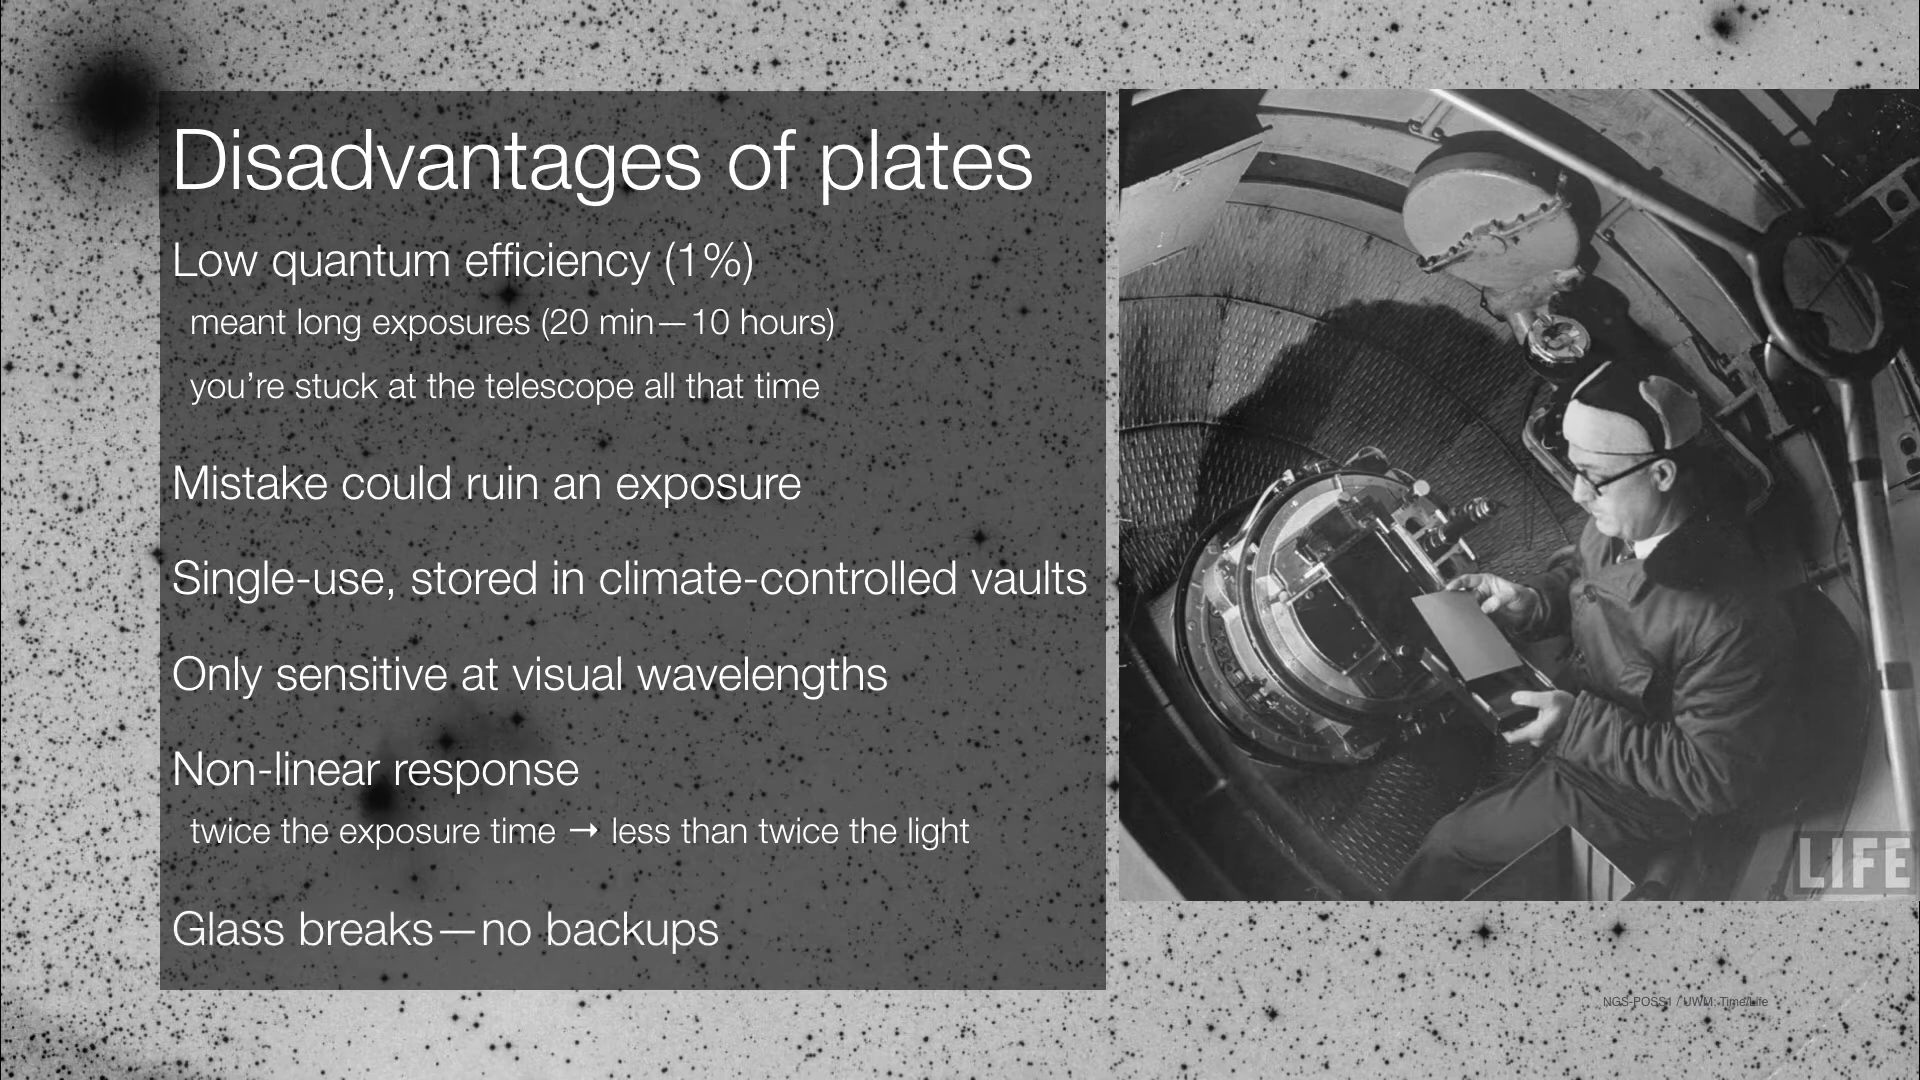 Disadvantages of plates
Low quantum efficiency (1%)
meant long exposures (20 min—10 hours)
you’re stuck at the telescope all that time
Mistake could ruin an exposure
Single-use, stored in climate-controlled vaults
Only sensitive at visual wavelengths
Non-linear response
twice the exposure time → less than twice the light
Glass breaks—no backups
LIFE
NGS-POSS1 / UWM; Time/Life